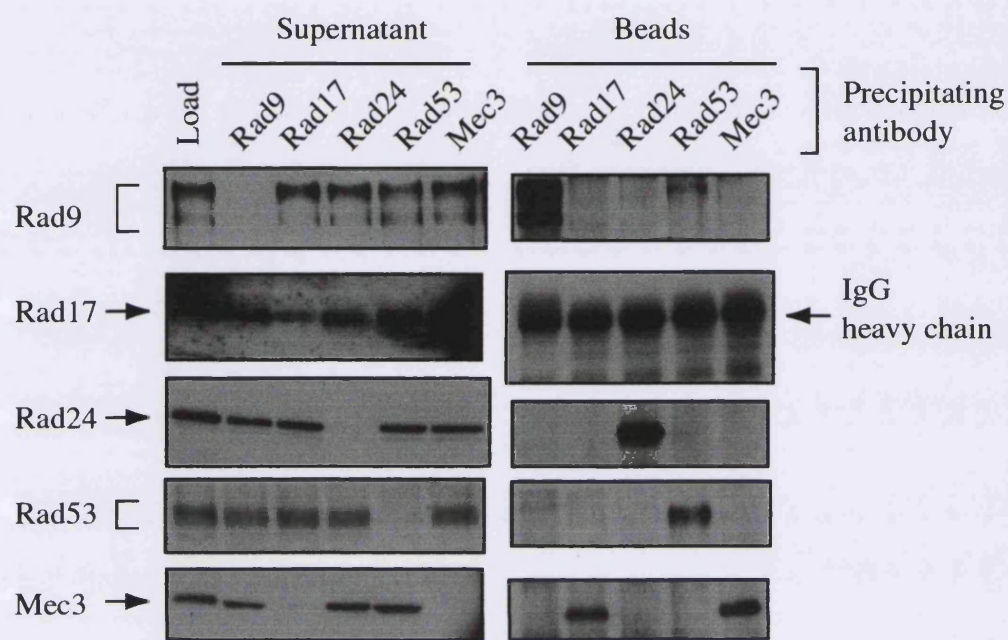 Supernatant
Beads
Load
Rad9
Rad17
Rad24
Rad53
Mec3
Rad9
Rad17
Rad24
Rad53
Mec3
Precipitating
antibody
Rad9
Rad17
IgG
heavy chain
Rad24
Rad53
Mec3